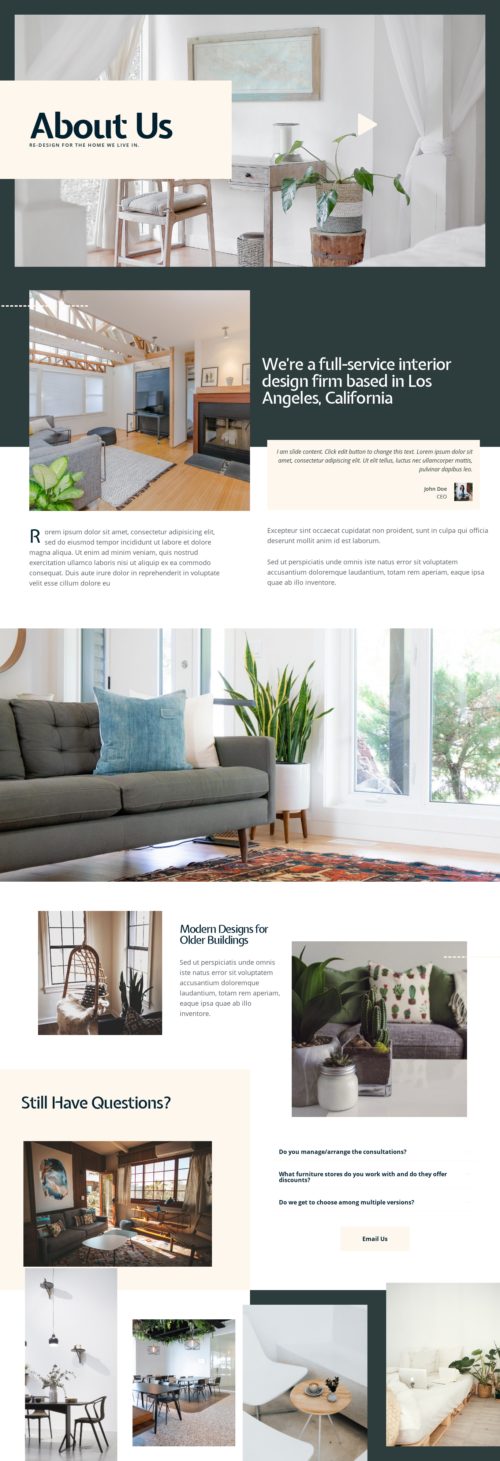 About Us
RE-DESIGN FOR THE HOME WE LIVE IN.
We're a full-service interior
design firm based in Los
Angeles, California
I am slide content. Click edit button to change this text. Lorem ipsum dolor sit
amet, consectetur adipiscing elit. Ut elit tellus, luctus nec ullamcorper mattis,
pulvinar dapibus leo.
John Doe
CEO
Rorem ipsum dolor sit amet, consectetur adipisicing elit,
sed do eiusmod tempor incididunt ut labore et dolore
magna aliqua. Ut enim ad minim veniam, quis nostrud
exercitation ullamco laboris nisi ut aliquip ex ea commodo
consequat. Duis aute irure dolor in reprehenderit in voluptate
velit esse cillum dolore eu
Excepteur sint occaecat cupidatat non proident, sunt in culpa qui officia
deserunt mollit anim id est laborum.
Sed ut perspiciatis unde omnis iste natus error sit voluptatem
accusantium doloremque laudantium, totam rem aperiam, eaque ipsa
quae ab illo inventore.
Modern Designs for
Older Buildings
Sed ut perspiciatis unde omnis
iste natus error sit voluptatem
accusantium doloremque
laudantium, totam rem aperiam,
eaque ipsa quae ab illo
inventore.
Still Have Questions?
Do you manage/arrange the consultations?
What furniture stores do you work with and do they offer
discounts?
Do we get to choose among multiple versions?
Email Us